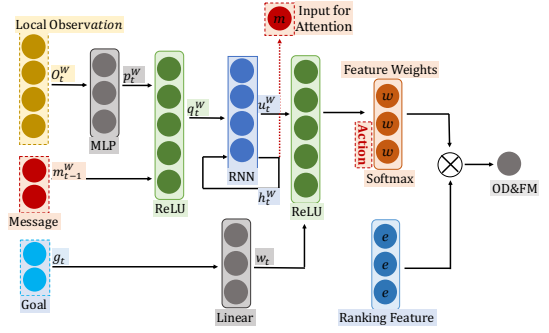 Local Observation
m
Input for
Attention
Feature Weights
O_t^W
p_t^W
q_t^W
u_t^W
w
w
w
Action
MLP
RNN
Softmax
OD&FM
m_{t-1}^W
h_t^W
ReLU
ReLU
Message
g_t
w_t
e
e
e
Goal
Linear
Ranking Feature